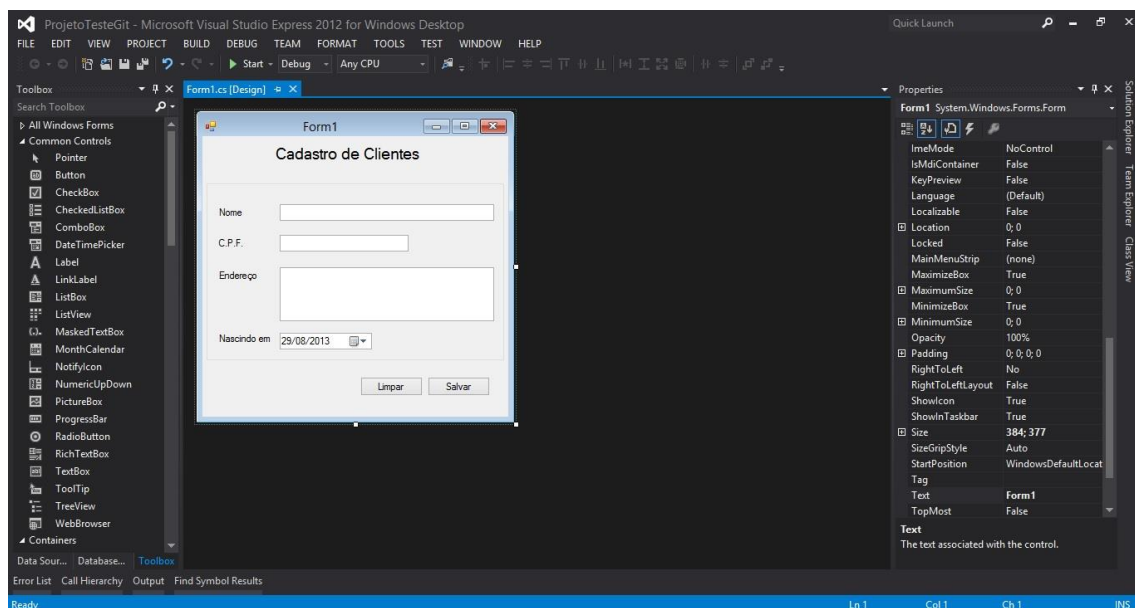 ProjetoTesteGit - Microsoft Visual Studio Express 2012 for Windows Desktop
Quick Launch
FILE EDIT VIEW PROJECT BUILD DEBUG TEAM FORMAT TOOLS TEST WINDOW HELP
Start Debug Any CPU
Toolbox
Search Toolbox
All Windows Forms
Common Controls
Pointer
Button
CheckBox
CheckedListBox
ComboBox
DateTimePicker
Label
LinkLabel
ListBox
ListView
MaskedTextBox
MonthCalendar
NotifyIcon
NumericUpDown
PictureBox
ProgressBar
RadioButton
RichTextBox
TextBox
ToolTip
TreeView
WebBrowser
Containers
Data Sour... Database... Toolbox
Form1.cs [Design]
Form1
Cadastro de Clientes
Nome
C.P.F.
Endereço
Nascindo em 29/08/2013
Limpar Salvar
Properties
Form1 System.Windows.Forms.Form
ImeMode NoControl
IsMdiContainer False
KeyPreview False
Language (Default)
Localizable False
Location 0; 0
Locked False
MainMenuStrip (none)
MaximizeBox True
MaximumSize 0; 0
MinimizeBox True
MinimumSize 0; 0
Opacity 100%
Padding 0; 0; 0; 0
RightToLeft No
RightToLeftLayout False
ShowIcon True
ShowInTaskbar True
Size 384; 377
SizeGripStyle Auto
StartPosition WindowsDefaultLocat
Tag
Text Form1
TopMost False
Text
The text associated with the control.
Solution Explorer
Team Explorer
Class View
Error List Call Hierarchy Output Find Symbol Results
Ready Ln 1 Col 1 Ch 1 INS